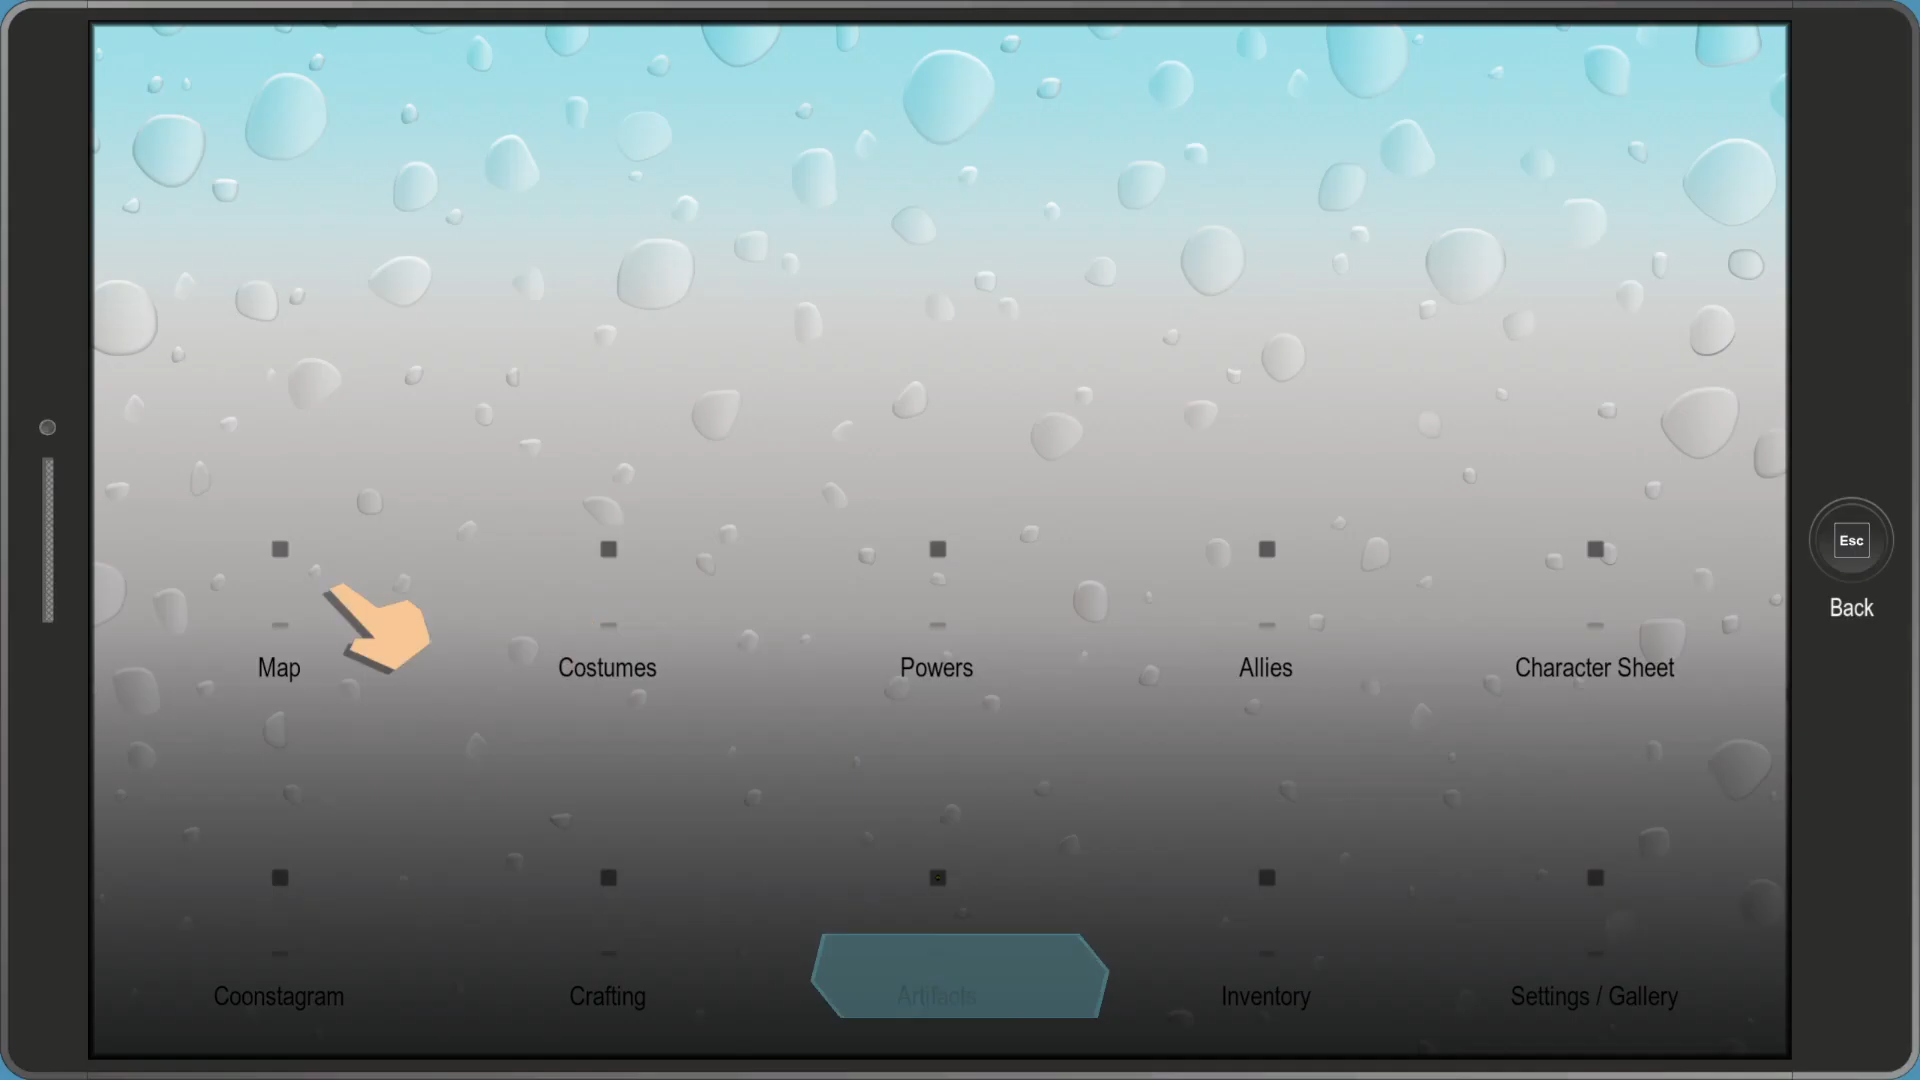 Esc
Back
Map
Costumes
Powers
Allies
Character Sheet
Coonstagram
Crafting
Artifacts
Inventory
Settings / Gallery